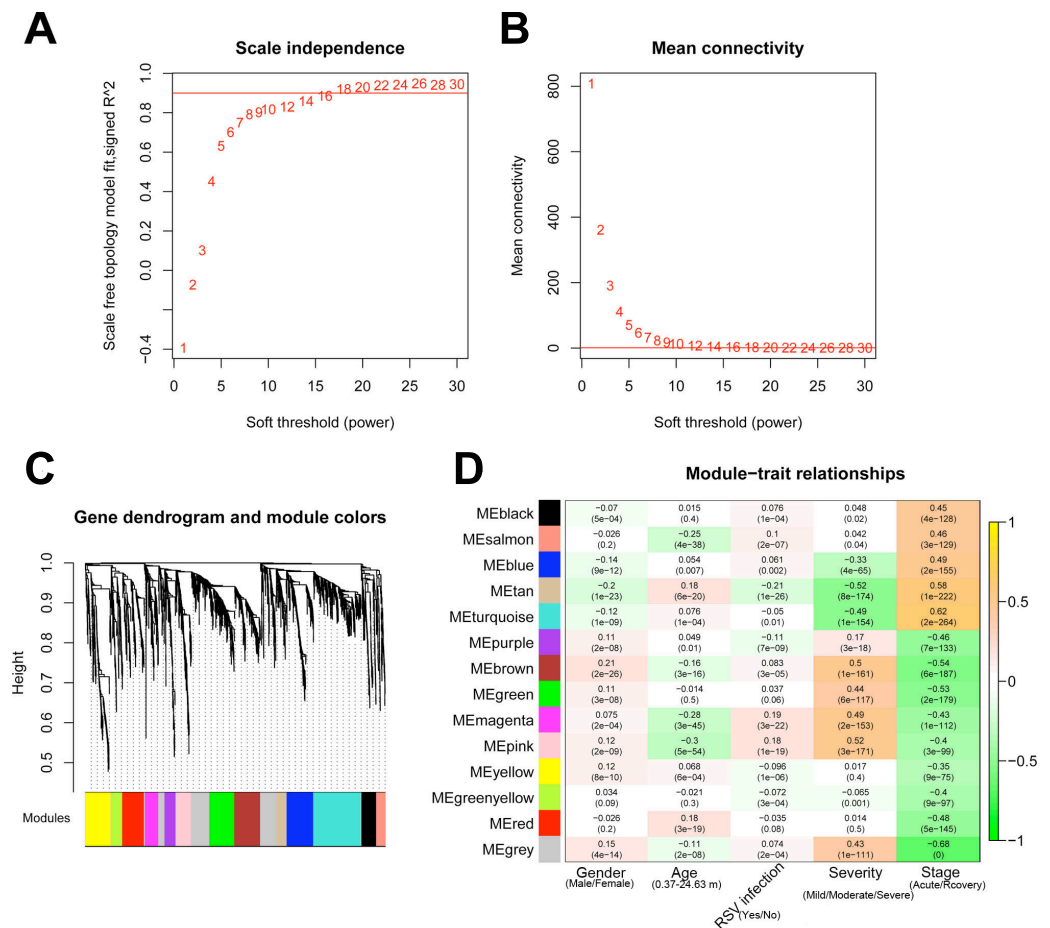 A
Scale independence
Scale free topology model fit,signed R^2
1.0
0.8
0.6
0.4
0.2
0.0
−0.4
1
2
3
4
5
6
7
8
9
10
12
14
16
18
20
22
24
26
28
30
0
5
10
15
20
25
30
Soft threshold (power)
B
Mean connectivity
Mean connectivity
800
600
400
200
0
1
2
3
4
5
6
7
8
9
10
12
14
16
18
20
22
24
26
28
30
0
5
10
15
20
25
30
Soft threshold (power)
C
Gene dendrogram and module colors
Height
1.0
0.9
0.8
0.7
0.6
0.5
Modules
D
Module−trait relationships
MEblack −0.07 0.015 0.076 0.048 0.45
(5e−04) (0.4) (1e−04) (0.02) (4e−128)
MEsalmon −0.026 −0.25 0.1 0.042 0.46
(0.2) (4e−38) (2e−07) (0.04) (3e−129)
MEblue −0.14 0.054 0.061 −0.33 0.49
(9e−12) (0.007) (0.002) (4e−65) (2e−155)
MEtan −0.2 0.18 −0.21 −0.52 0.58
(1e−23) (6e−20) (1e−26) (8e−174) (1e−222)
MEturquoise −0.12 0.076 −0.05 −0.49 0.62
(1e−09) (1e−04) (0.01) (1e−154) (2e−264)
MEpurple 0.11 0.049 −0.11 0.17 −0.46
(2e−08) (0.01) (7e−09) (3e−18) (7e−133)
MEbrown 0.21 −0.16 0.083 0.5 −0.54
(2e−26) (3e−16) (3e−05) (1e−161) (6e−187)
MEgreen 0.11 −0.014 0.037 0.44 −0.53
(3e−08) (0.5) (0.06) (6e−117) (2e−179)
MEmagenta 0.075 −0.28 0.19 0.49 −0.43
(2e−04) (3e−45) (3e−22) (2e−153) (1e−112)
MEpink 0.12 −0.3 0.18 0.52 −0.4
(2e−09) (5e−54) (1e−19) (3e−171) (3e−99)
MEyellow 0.12 0.068 −0.096 0.017 −0.35
(8e−10) (6e−04) (1e−06) (0.4) (9e−75)
MEgreenyellow 0.034 −0.021 −0.072 −0.065 −0.4
(0.09) (0.3) (3e−04) (0.001) (9e−97)
MEred −0.026 0.18 −0.035 0.014 −0.48
(0.2) (3e−19) (0.08) (0.5) (5e−145)
MEgrey 0.15 −0.11 0.074 0.43 −0.68
(4e−14) (2e−08) (2e−04) (1e−111) (0)
Gender
(Male/Female)
Age
(0.37-24.63 m)
RSV infection
(Yes/No)
Severity
(Mild/Moderate/Severe)
Stage
(Acute/Rcovery)
1
0.5
0
−0.5
−1